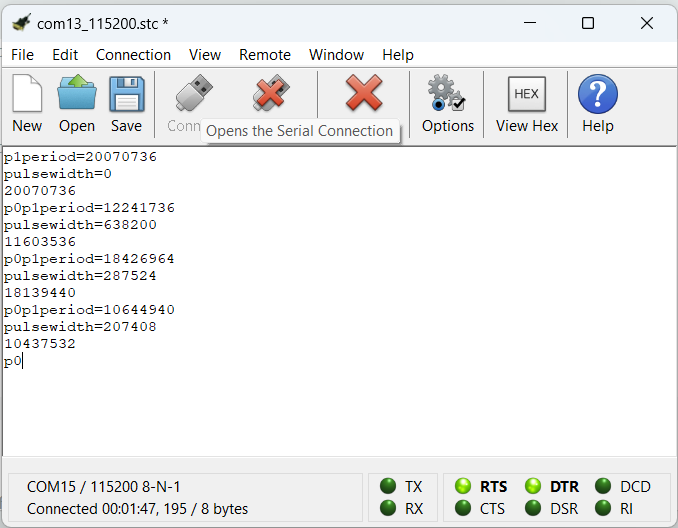 com13_115200.stc *
File Edit Connection View Remote Window Help
HEX
New Open Save Conn Options View Hex Help
Opens the Serial Connection
p1period=20070736
pulsewidth=0
20070736
p0p1period=12241736
pulsewidth=638200
11603536
p0p1period=18426964
pulsewidth=287524
18139440
p0p1period=10644940
pulsewidth=207408
10437532
p0
COM15 / 115200 8-N-1 TX RTS DTR DCD
Connected 00:01:47, 195 / 8 bytes RX CTS DSR RI